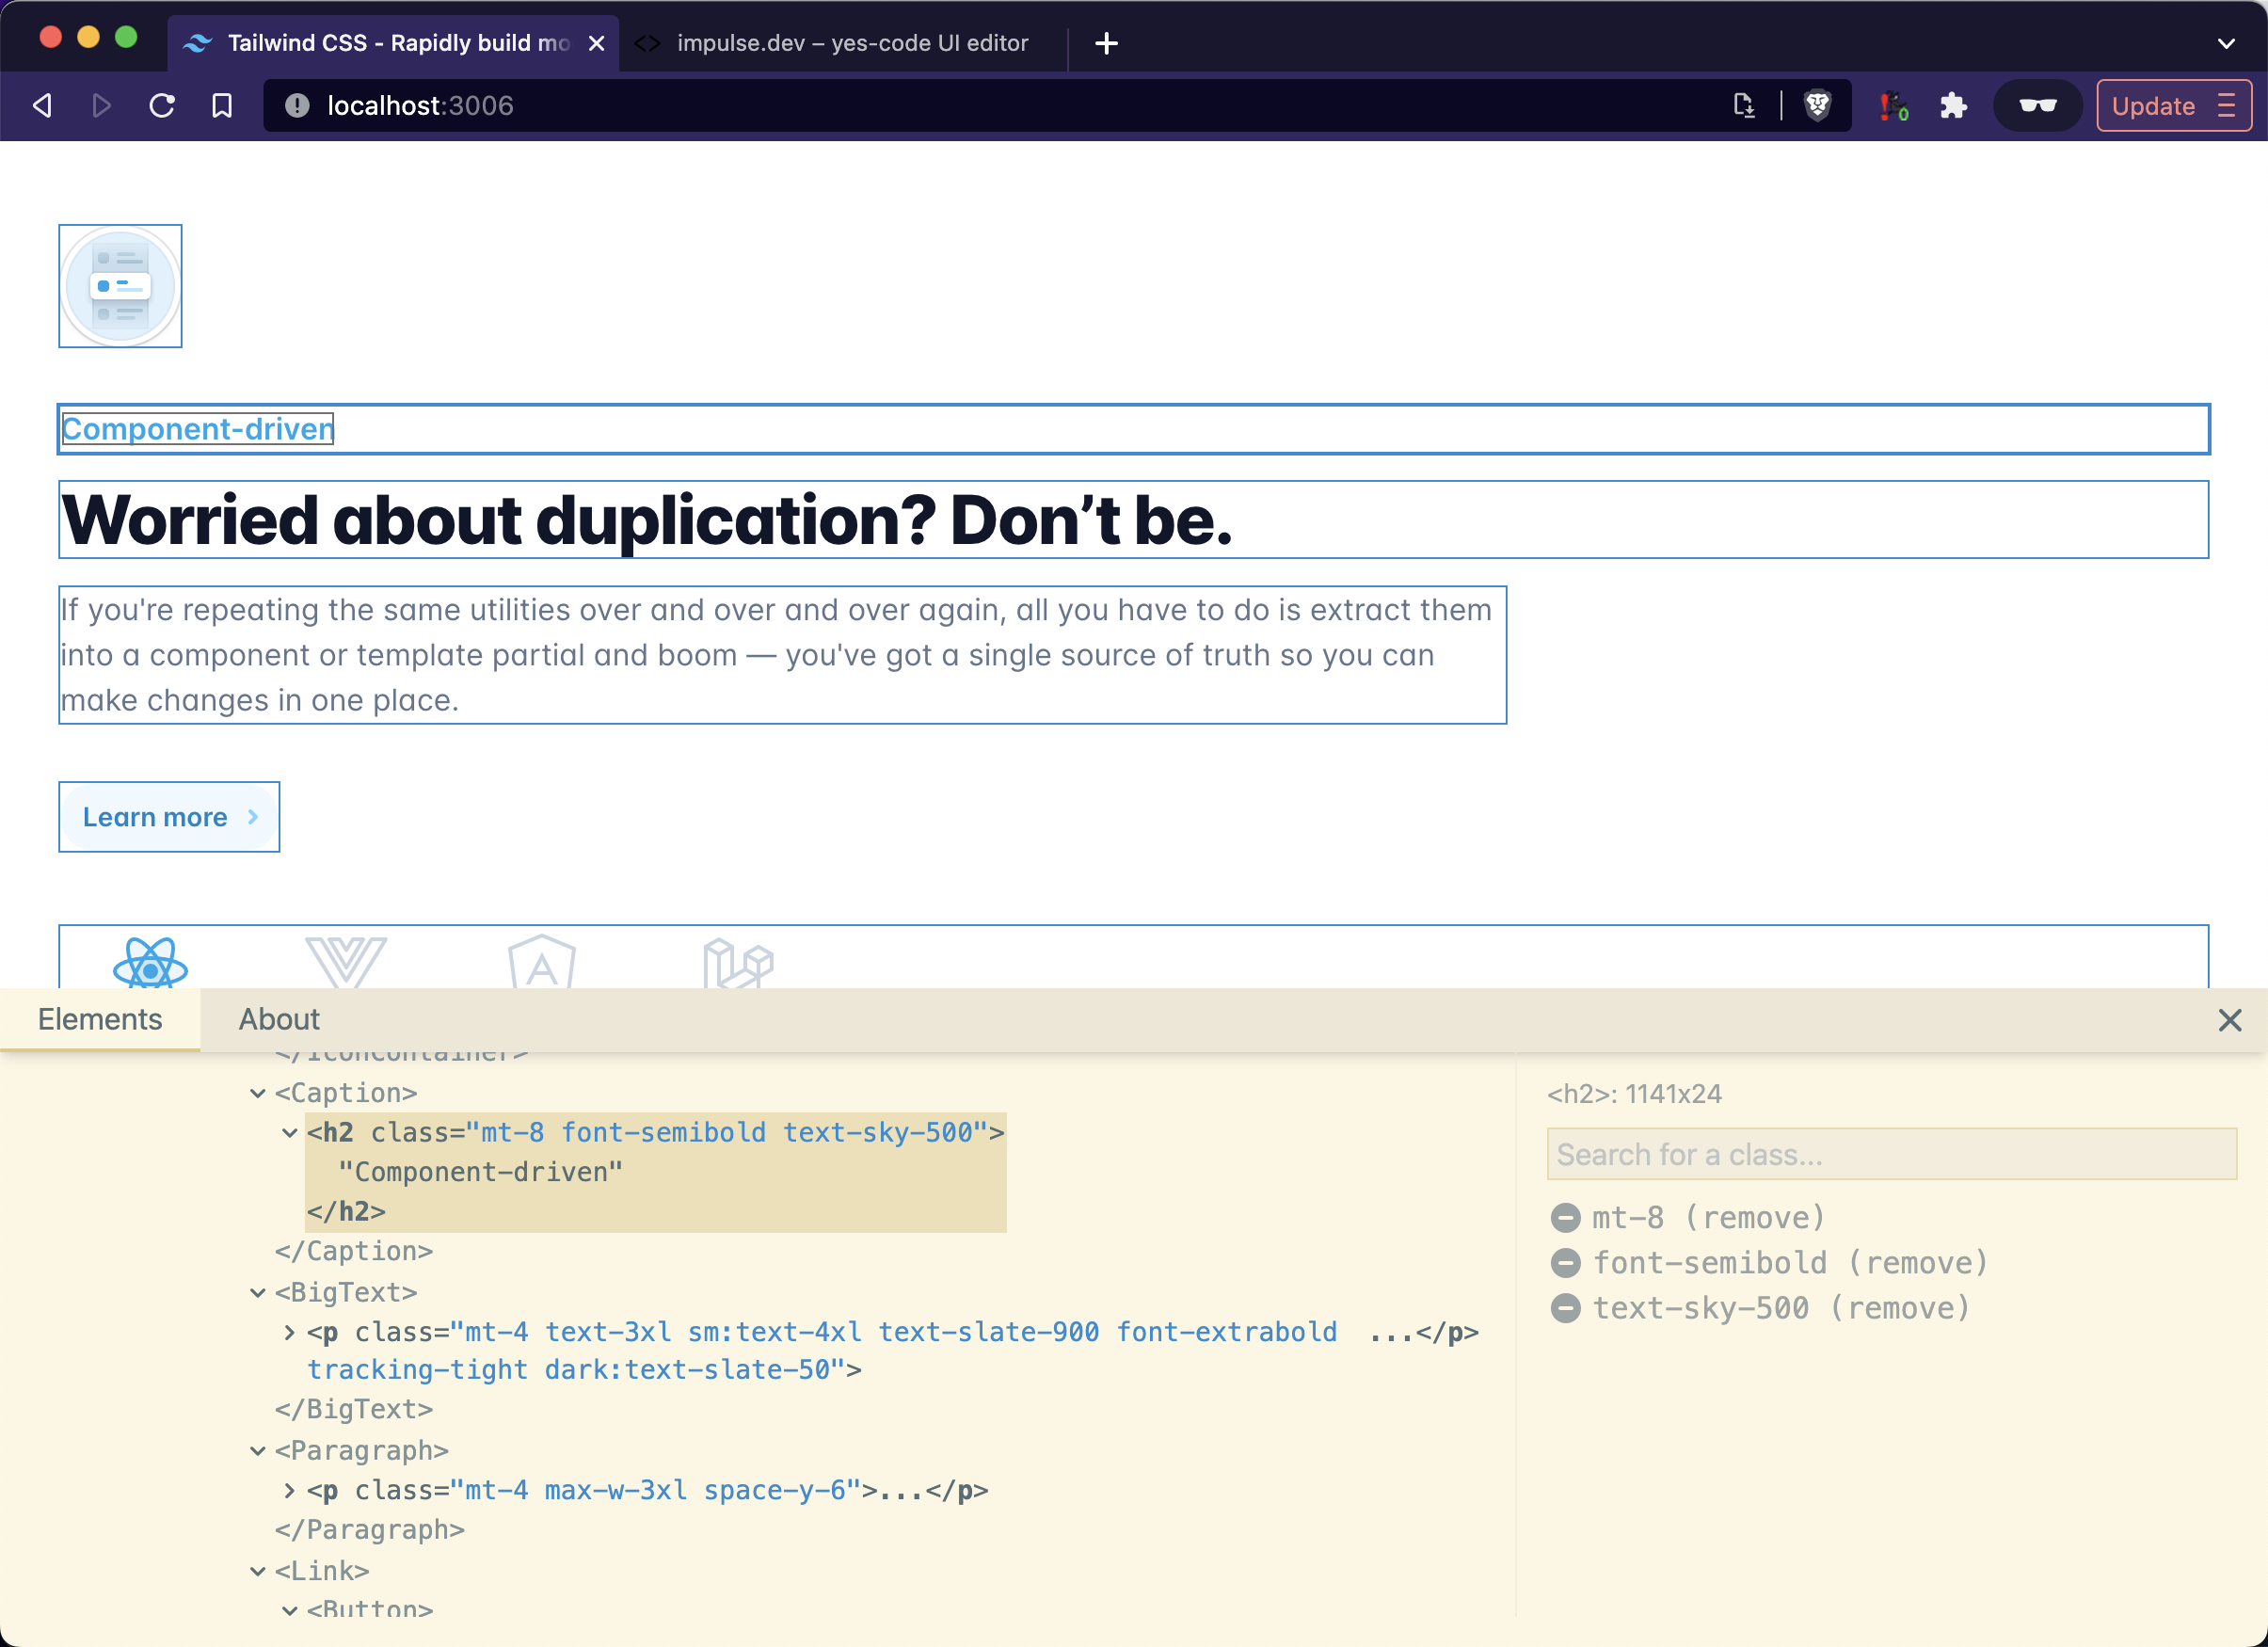 Tailwind CSS - Rapidly build mo
impulse.dev – yes-code UI editor
localhost:3006
Update
Component-driven
Worried about duplication? Don’t be.
If you're repeating the same utilities over and over and over again, all you have to do is extract them
into a component or template partial and boom — you've got a single source of truth so you can
make changes in one place.
Learn more
Elements
About
</IconContainer>
<Caption>
<h2 class="mt-8 font-semibold text-sky-500">
"Component-driven"
</h2>
</Caption>
<BigText>
<p class="mt-4 text-3xl sm:text-4xl text-slate-900 font-extrabold ...</p>
tracking-tight dark:text-slate-50">
</BigText>
<Paragraph>
<p class="mt-4 max-w-3xl space-y-6">...</p>
</Paragraph>
<Link>
<Button>
<h2>: 1141x24
Search for a class...
mt-8 (remove)
font-semibold (remove)
text-sky-500 (remove)